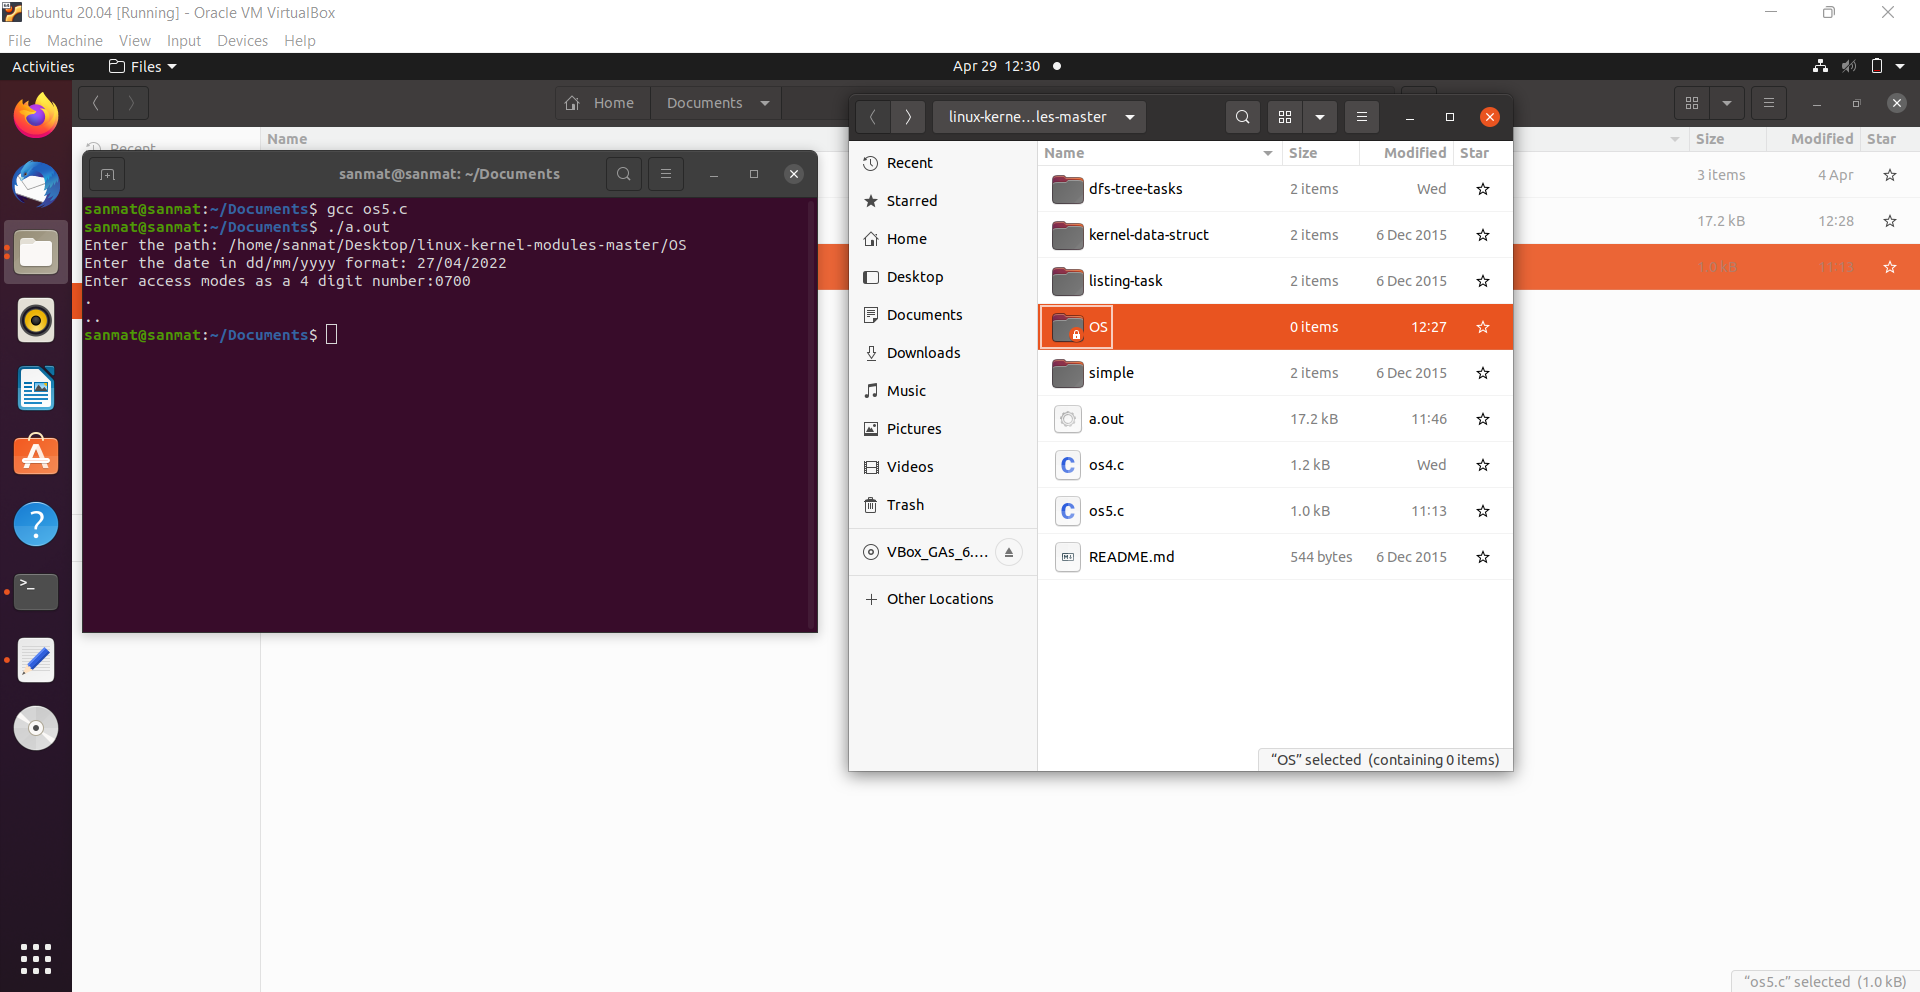 ubuntu 20.04 [Running] - Oracle VM VirtualBox
File Machine View Input Devices Help
Activities Files Apr 29 12:30
Home Documents
Name Size Modified Star
3 items 4 Apr
17.2 kB 12:28
1.0 kB 11:13
"os5.c" selected (1.0 kB)
Recent
sanmat@sanmat: ~/Documents
sanmat@sanmat:~/Documents$ gcc os5.c
sanmat@sanmat:~/Documents$ ./a.out
Enter the path: /home/sanmat/Desktop/linux-kernel-modules-master/OS
Enter the date in dd/mm/yyyy format: 27/04/2022
Enter access modes as a 4 digit number:0700
.
..
sanmat@sanmat:~/Documents$
linux-kerne...les-master
Recent
Starred
Home
Desktop
Documents
Downloads
Music
Pictures
Videos
Trash
VBox_GAs_6....
Other Locations
Name Size Modified Star
dfs-tree-tasks 2 items Wed
kernel-data-struct 2 items 6 Dec 2015
listing-task 2 items 6 Dec 2015
OS 0 items 12:27
simple 2 items 6 Dec 2015
a.out 17.2 kB 11:46
os4.c 1.2 kB Wed
os5.c 1.0 kB 11:13
README.md 544 bytes 6 Dec 2015
"OS" selected (containing 0 items)